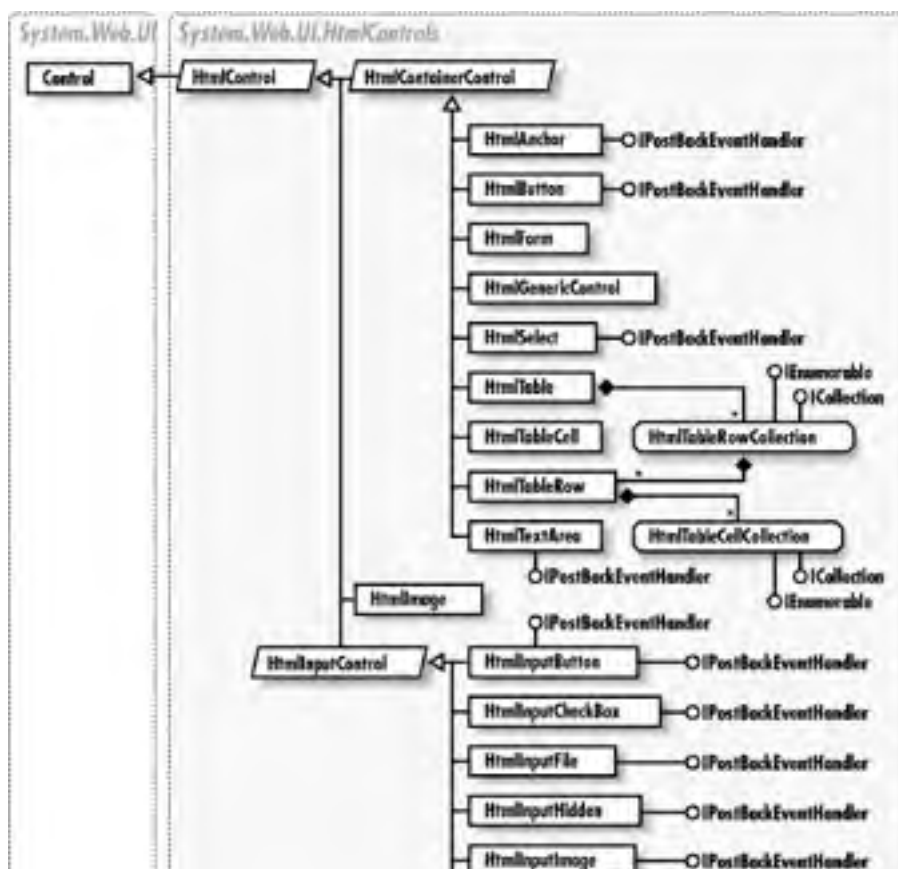 System.Web.UI
System.Web.UI.HtmlControls
Control
HtmlControl
HtmlContainerControl
HtmlAnchor
IPostBackEventHandler
HtmlButton
IPostBackEventHandler
HtmlForm
HtmlGenericControl
HtmlSelect
IPostBackEventHandler
IEnumerable
HtmlTable
ICollection
*
HtmlTableCell
HtmlTableRowCollection
*
HtmlTableRow
*
HtmlTextArea
HtmlTableCellCollection
IPostBackEventHandler
ICollection
HtmlImage
IEnumerable
IPostBackEventHandler
HtmlInputControl
HtmlInputButton
IPostBackEventHandler
HtmlInputCheckBox
IPostBackEventHandler
HtmlInputFile
IPostBackEventHandler
HtmlInputHidden
IPostBackEventHandler
HtmlInputImage
IPostBackEventHandler